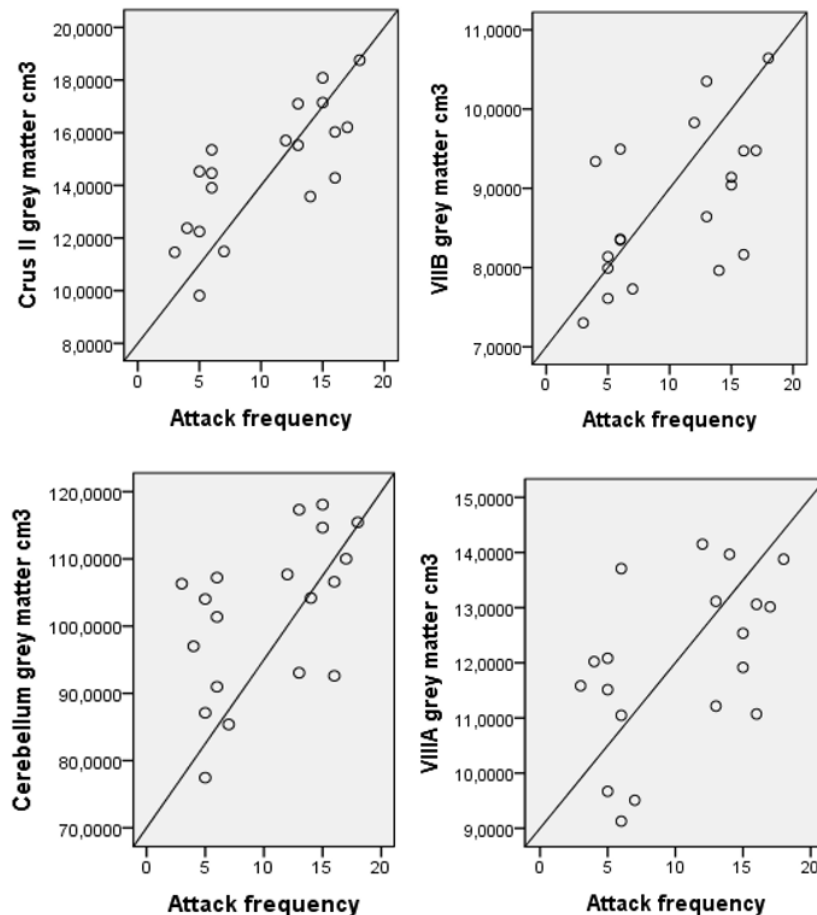 Crus II grey matter cm3
20,0000
18,0000
16,0000
14,0000
12,0000
10,0000
8,0000
0 5 10 15 20
Attack frequency
VIIB grey matter cm3
11,0000
10,0000
9,0000
8,0000
7,0000
0 5 10 15 20
Attack frequency
Cerebellum grey matter cm3
120,0000
110,0000
100,0000
90,0000
80,0000
70,0000
0 5 10 15 20
Attack frequency
VIIIA grey matter cm3
15,0000
14,0000
13,0000
12,0000
11,0000
10,0000
9,0000
0 5 10 15 20
Attack frequency